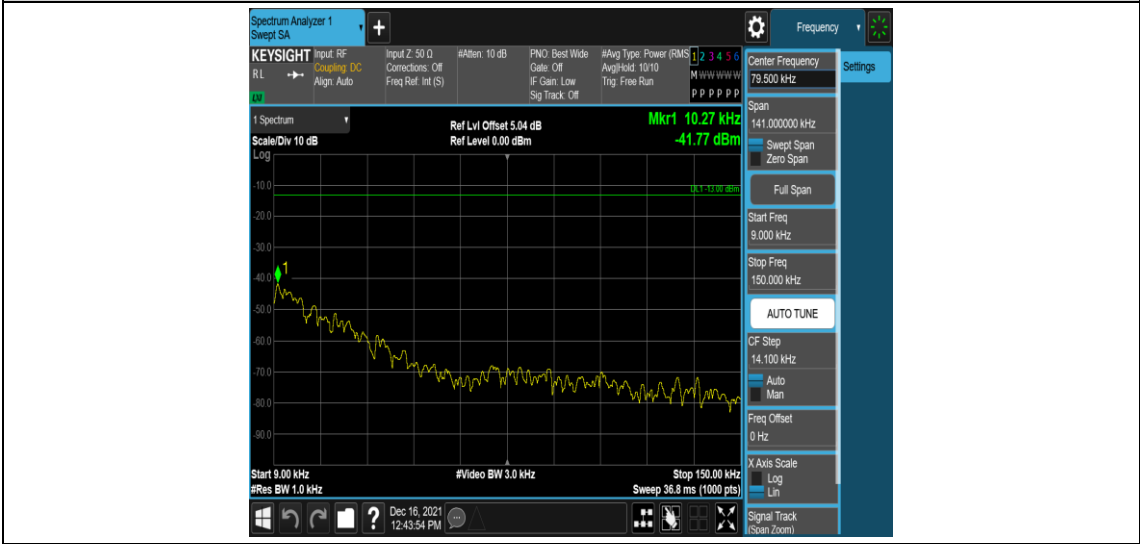 Spectrum Analyzer 1
Swept SA
+
Frequency
KEYSIGHT
RL
Input: RF
Coupling: DC
Align: Auto
Input Z: 50 Ω
Corrections: Off
Freq Ref: Int (S)
#Atten: 10 dB
PNO: Best Wide
Gate: Off
IF Gain: Low
Sig Track: Off
#Avg Type: Power (RMS
Avg|Hold: 10/10
Trig: Free Run
1 2 3 4 5 6
M W W W W W
P P P P P P
1 Spectrum
Scale/Div 10 dB
Log
Ref Lvl Offset 5.04 dB
Ref Level 0.00 dBm
Mkr1 10.27 kHz
-41.77 dBm
DL1 -13.00 dBm
-10.0
-20.0
-30.0
-40.0
-50.0
-60.0
-70.0
-80.0
-90.0
1
Start 9.00 kHz
#Res BW 1.0 kHz
#Video BW 3.0 kHz
Stop 150.00 kHz
Sweep 36.8 ms (1000 pts)
?
Dec 16, 2021
12:43:54 PM
Center Frequency
79.500 kHz
Settings
Span
141.000000 kHz
Swept Span
Zero Span
Full Span
Start Freq
9.000 kHz
Stop Freq
150.000 kHz
AUTO TUNE
CF Step
14.100 kHz
Auto
Man
Freq Offset
0 Hz
X Axis Scale
Log
Lin
Signal Track
(Span Zoom)